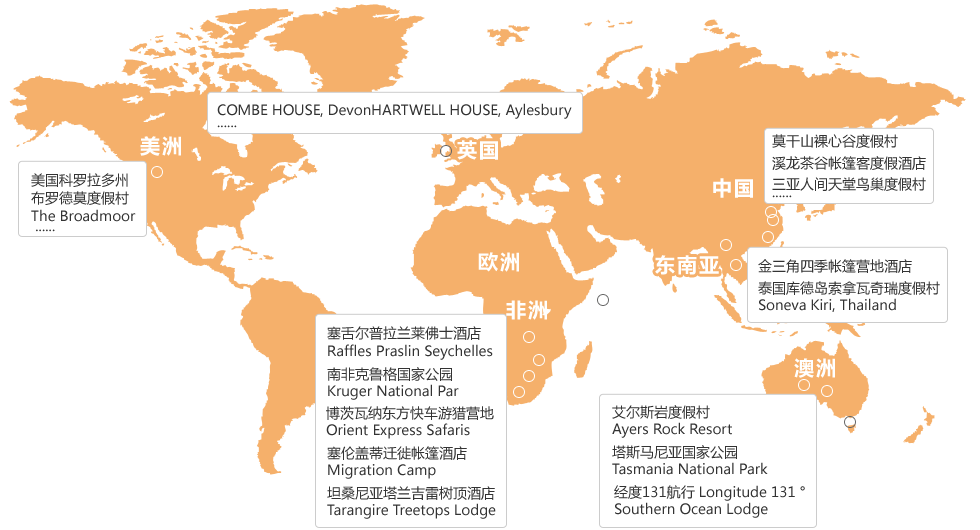 COMBE HOUSE, DevonHARTWELL HOUSE, Aylesbury
......
美洲
英国
美国科罗拉多州
布罗德莫度假村
The Broadmoor
......
莫干山裸心谷度假村
溪龙茶谷帐篷客度假酒店
三亚人间天堂鸟巢度假村
......
中国
欧洲
东南亚
金三角四季帐篷营地酒店
泰国库德岛索拿瓦奇瑞度假村
Soneva Kiri, Thailand
非洲
塞舌尔普拉兰莱佛士酒店
Raffles Praslin Seychelles
南非克鲁格国家公园
Kruger National Par
博茨瓦纳东方快车游猎营地
Orient Express Safaris
塞伦盖蒂迁徙帐篷酒店
Migration Camp
坦桑尼亚塔兰吉雷树顶酒店
Tarangire Treetops Lodge
澳洲
艾尔斯岩度假村
Ayers Rock Resort
塔斯马尼亚国家公园
Tasmania National Park
经度131航行 Longitude 131 °
Southern Ocean Lodge